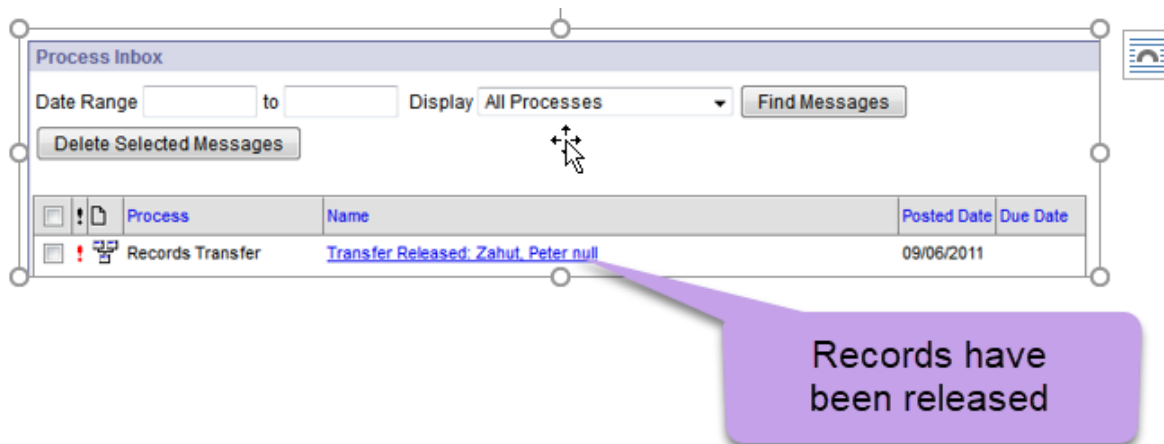 Process Inbox
Date Range to Display All Processes Find Messages
Delete Selected Messages
! Process Name Posted Date Due Date
! Records Transfer Transfer Released: Zahut, Peter null 09/06/2011
Records have
been released